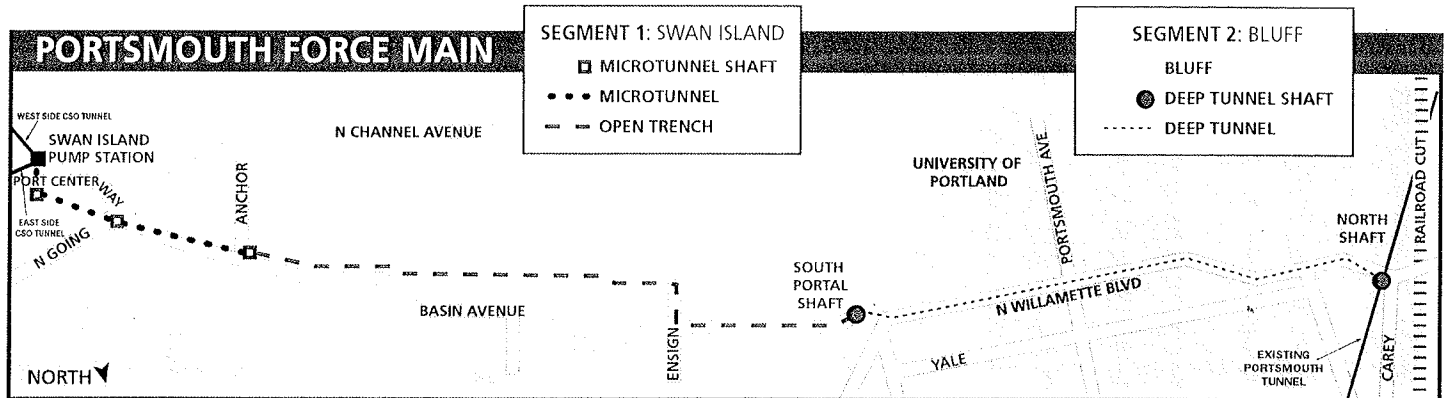 PORTSMOUTH FORCE MAIN
SEGMENT 1: SWAN ISLAND
MICROTUNNEL SHAFT
MICROTUNNEL
OPEN TRENCH
SEGMENT 2: BLUFF
BLUFF
DEEP TUNNEL SHAFT
DEEP TUNNEL
WEST SIDE CSO TUNNEL
SWAN ISLAND
PUMP STATION
PORT CENTER
WAY
EAST SIDE
CSO TUNNEL
N GOING
ANCHOR
N CHANNEL AVENUE
BASIN AVENUE
ENSIGN
SOUTH
PORTAL
SHAFT
UNIVERSITY OF
PORTLAND
PORTSMOUTH AVE
N WILLAMETTE BLVD
YALE
NORTH
SHAFT
RAILROAD CUT
EXISTING
PORTSMOUTH
TUNNEL
CAREY
NORTH